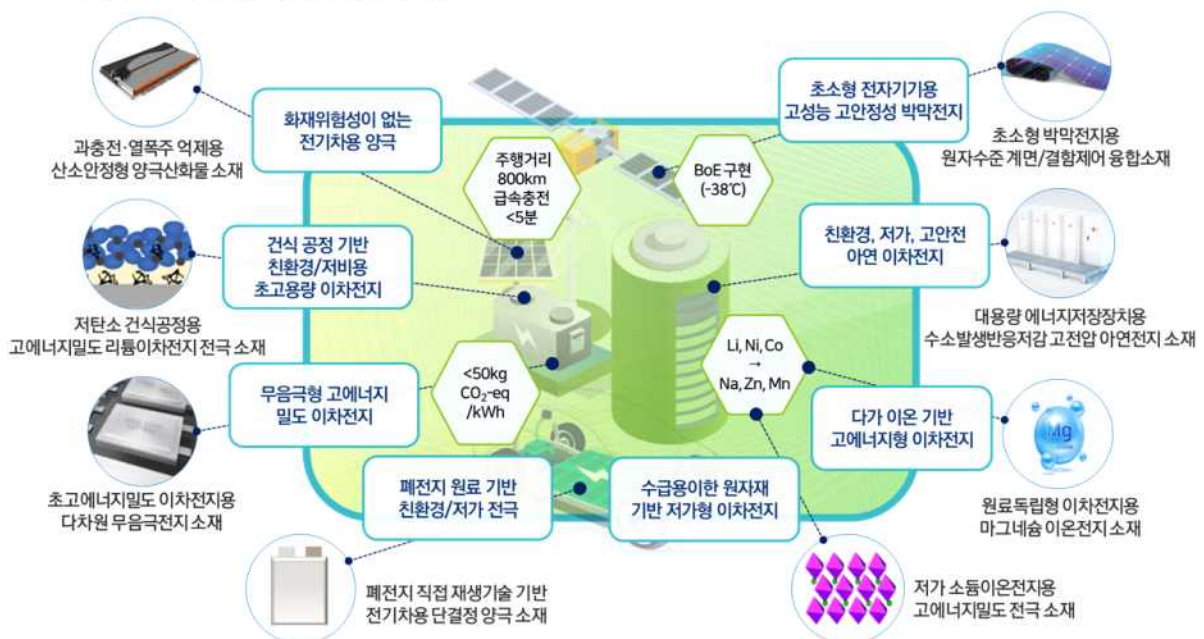 화재위험성이 없는
전기차용 양극
과충전·열폭주 억제용
산소안정형 양극산화물 소재
초소형 전자기기용
고성능 고안정성 박막전지
초소형 박막전지용
원자수준 계면/결함제어 융합소재
주행거리
800km
급속충전
<5분
BoE 구현
(-38℃)
건식 공정 기반
친환경/저비용
초고용량 이차전지
저탄소 건식공정용
고에너지밀도 리튬이차전지 전극 소재
친환경, 저가, 고안전
아연 이차전지
대용량 에너지저장장치용
수소발생반응저감 고전압 아연전지 소재
무음극형 고에너지
밀도 이차전지
초고에너지밀도 이차전지용
다차원 무음극전지 소재
<50kg
CO₂-eq
/kWh
Li, Ni, Co
→
Na, Zn, Mn
다가 이온 기반
고에너지형 이차전지
Mg
원료독립형 이차전지용
마그네슘 이온전지 소재
폐전지 원료 기반
친환경/저가 전극
수급용이한 원자재
기반 저가형 이차전지
폐전지 직접 재생기술 기반
전기차용 단결정 양극 소재
저가 소듐이온전지용
고에너지밀도 전극 소재